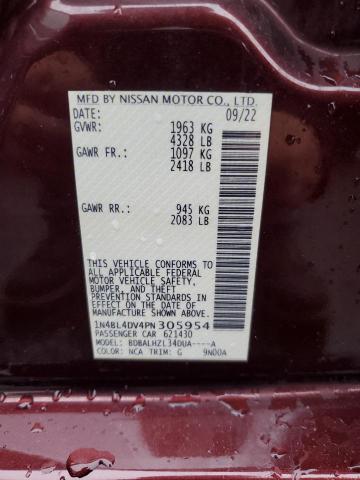 MFD BY NISSAN MOTOR CO., LTD.
DATE: 09/22
GVWR: 1963 KG
4328 LB
GAWR FR.: 1097 KG
2418 LB
GAWR RR.: 945 KG
2083 LB
THIS VEHICLE CONFORMS
TO ALL APPLICABLE FEDERAL
MOTOR VEHICLE SAFETY,
BUMPER, AND THEFT
PREVENTION STANDARDS IN
EFFECT ON THE DATE OF
MANUFACTURE SHOWN ABOVE.
1N4BL4DV4PN305954
PASSENGER CAR 621430
MODEL: BDBALHZL34DUA----A
COLOR: NCA TRIM: G 9N00A